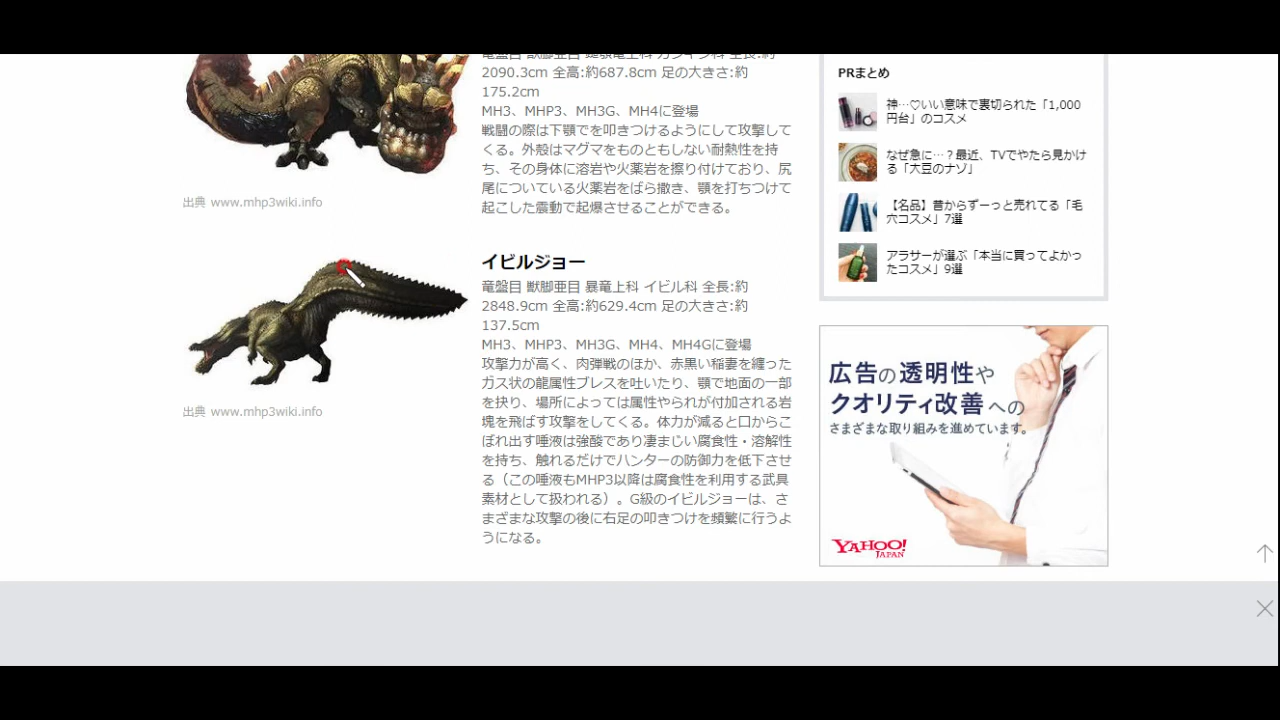 2090.3cm 全高:約687.8cm 足の大きさ:約
175.2cm
MH3、MHP3、MH3G、MH4に登場
戦闘の際は下顎でを叩きつけるようにして攻撃して
くる。外殻はマグマをものともしない耐熱性を持
ち、その身体に溶岩や火薬岩を擦り付けており、尻
尾についている火薬岩をばら撒き、顎を打ちつけて
起こした震動で起爆させることができる。
出典 www.mhp3wiki.info
イビルジョー
竜盤目 獣脚亜目 暴竜上科 イビル科 全長:約
2848.9cm 全高:約629.4cm 足の大きさ:約
137.5cm
MH3、MHP3、MH3G、MH4、MH4Gに登場
攻撃力が高く、肉弾戦のほか、赤黒い稲妻を纏った
ガス状の龍属性ブレスを吐いたり、顎で地面の一部
を抉り、場所によっては属性やられが付加される岩
塊を飛ばす攻撃をしてくる。体力が減ると口からこ
ぼれ出す唾液は強酸であり凄まじい腐食性・溶解性
を持ち、触れるだけでハンターの防御力を低下させ
る（この唾液もMHP3以降は腐食性を利用する武具
素材として扱われる）。G級のイビルジョーは、さ
まざまな攻撃の後に右足の叩きつけを頻繁に行うよ
うになる。
出典 www.mhp3wiki.info
PRまとめ
神…♡いい意味で裏切られた「1,000
円台」のコスメ
なぜ急に…？最近、TVでやたら見かけ
る「大豆のナゾ」
【名品】昔からずーっと売れてる「毛
穴コスメ」7選
アラサーが選ぶ「本当に買ってよかっ
たコスメ」9選
広告の透明性や
クオリティ改善への
さまざまな取り組みを進めています。
YAHOO!
JAPAN